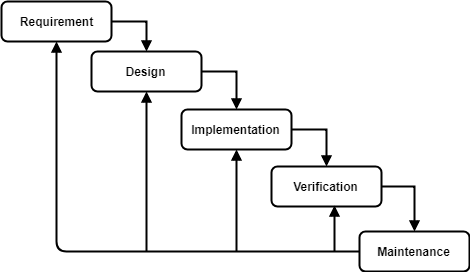 Requirement
Design
Implementation
Verification
Maintenance